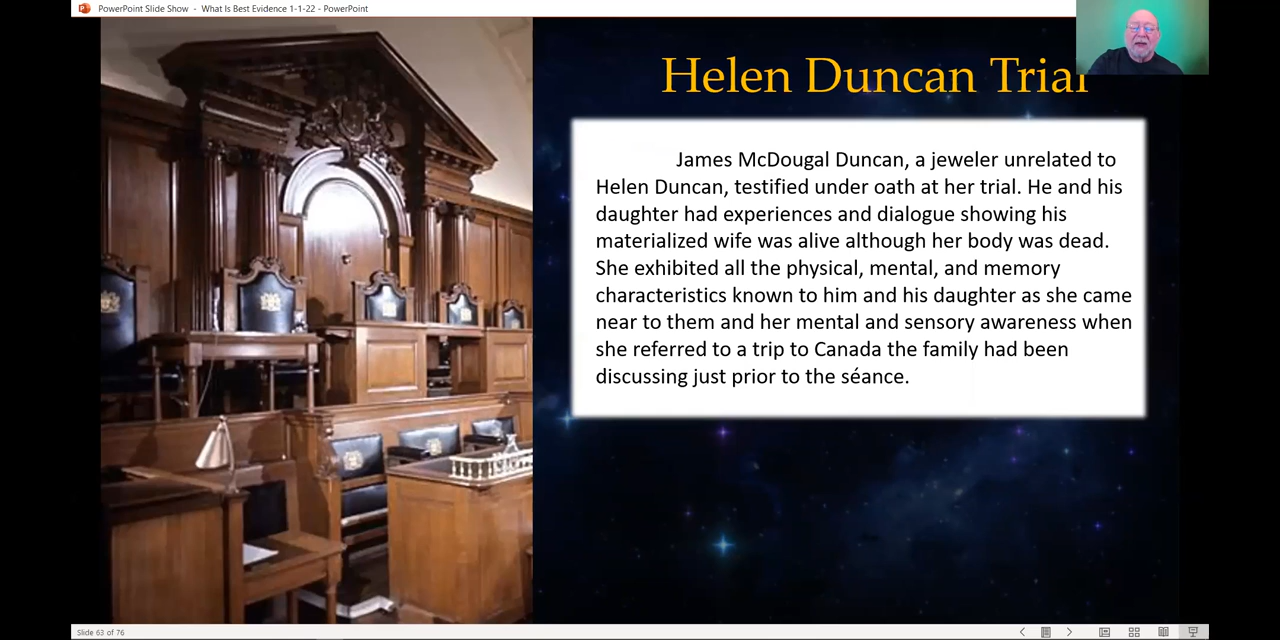 PowerPoint Slide Show - What Is Best Evidence 1-1-22 - PowerPoint
Helen Duncan Trial
James McDougal Duncan, a jeweler unrelated to
Helen Duncan, testified under oath at her trial. He and his
daughter had experiences and dialogue showing his
materialized wife was alive although her body was dead.
She exhibited all the physical, mental, and memory
characteristics known to him and his daughter as she came
near to them and her mental and sensory awareness when
she referred to a trip to Canada the family had been
discussing just prior to the séance.
Slide 63 of 76